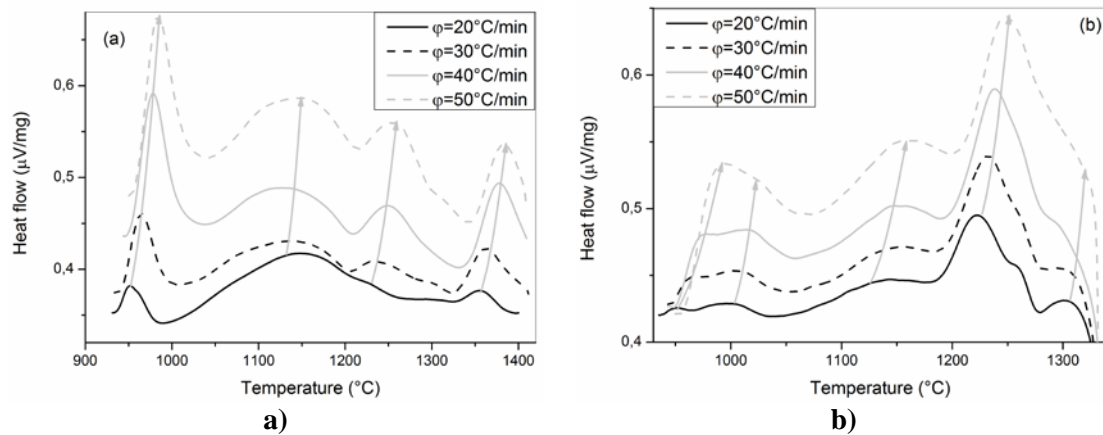 (a)
φ=20°C/min
φ=30°C/min
φ=40°C/min
φ=50°C/min
0,6
0,5
0,4
Heat flow (μV/mg)
900 1000 1100 1200 1300 1400
Temperature (°C)
a)
φ=20°C/min
φ=30°C/min
φ=40°C/min
φ=50°C/min
(b)
0,6
0,5
0,4
Heat flow (μV/mg)
1000 1100 1200 1300
Temperature (°C)
b)